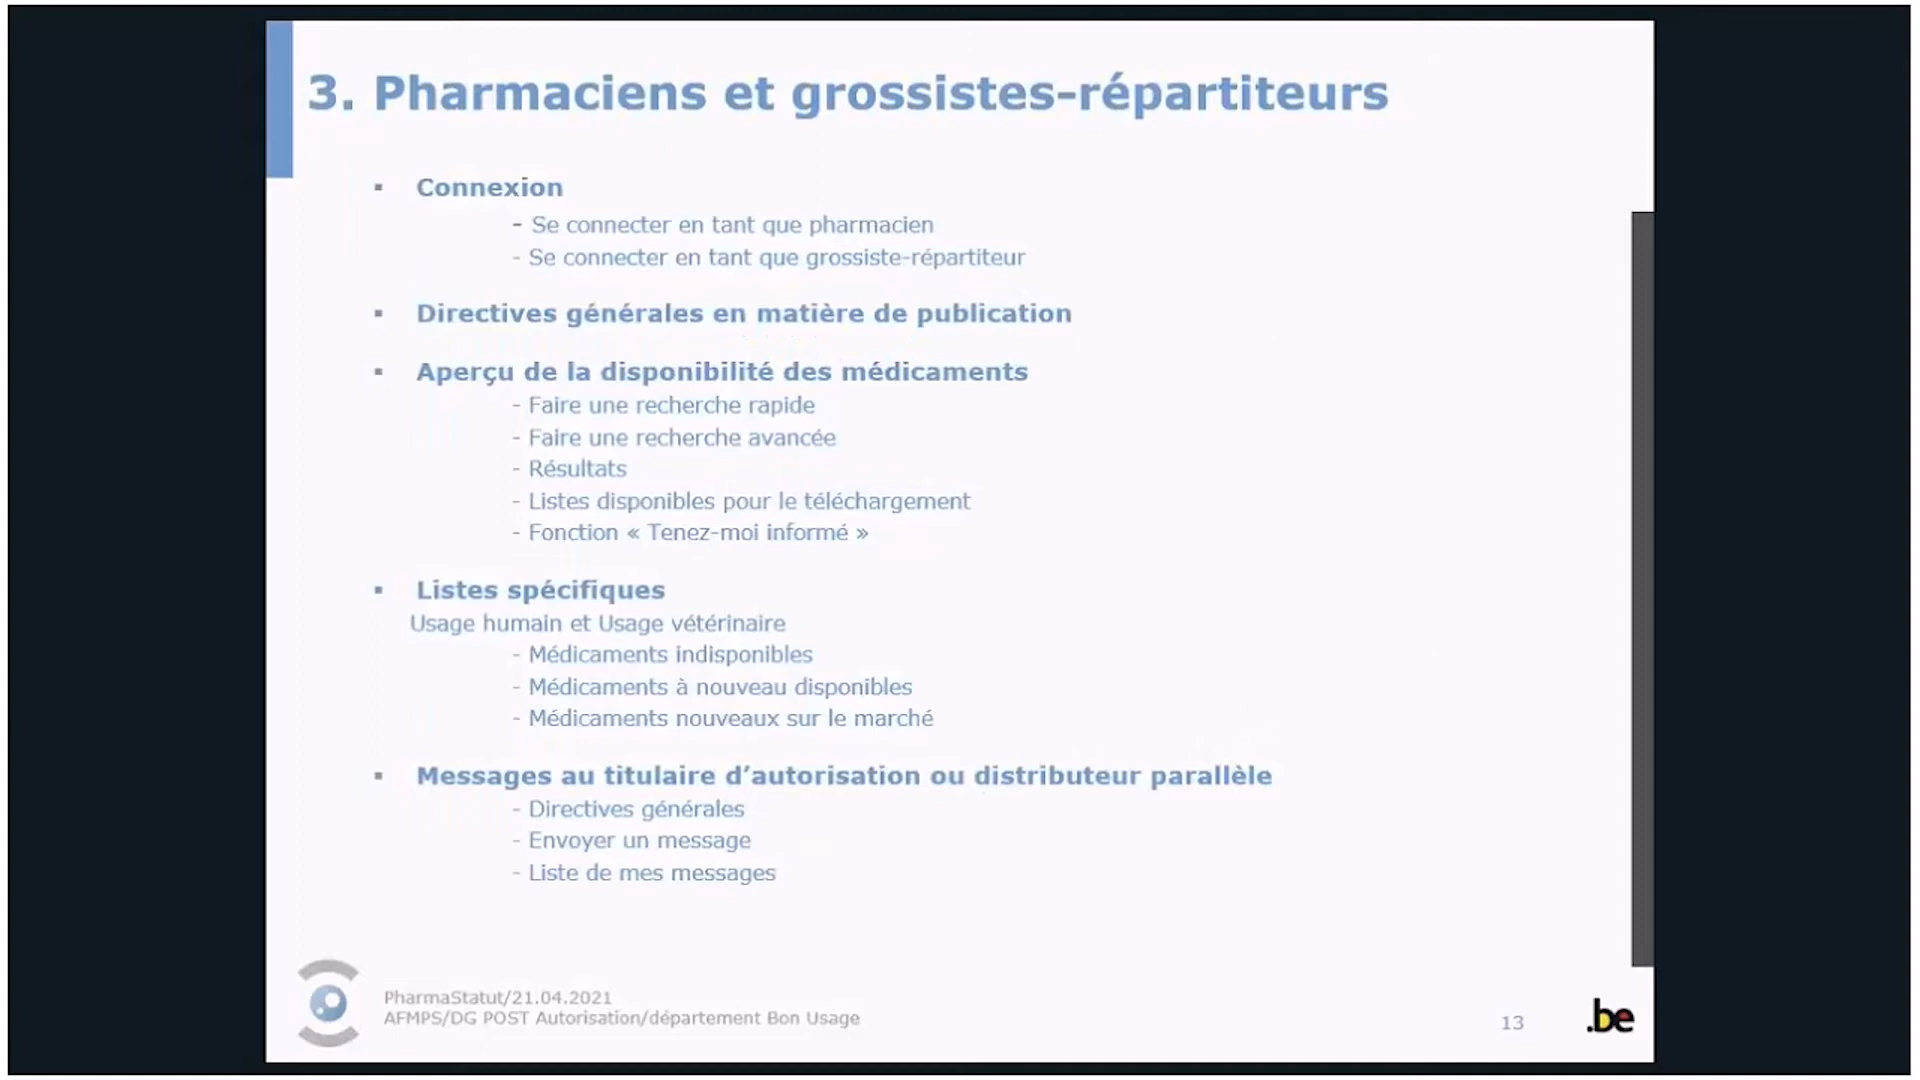 3. Pharmaciens et grossistes-répartiteurs
▪ Connexion
- Se connecter en tant que pharmacien
- Se connecter en tant que grossiste-répartiteur
▪ Directives générales en matière de publication
▪ Aperçu de la disponibilité des médicaments
- Faire une recherche rapide
- Faire une recherche avancée
- Résultats
- Listes disponibles pour le téléchargement
- Fonction « Tenez-moi informé »
▪ Listes spécifiques
Usage humain et Usage vétérinaire
- Médicaments indisponibles
- Médicaments à nouveau disponibles
- Médicaments nouveaux sur le marché
▪ Messages au titulaire d’autorisation ou distributeur parallèle
- Directives générales
- Envoyer un message
- Liste de mes messages
PharmaStatut/21.04.2021
AFMPS/DG POST Autorisation/département Bon Usage
13
.be